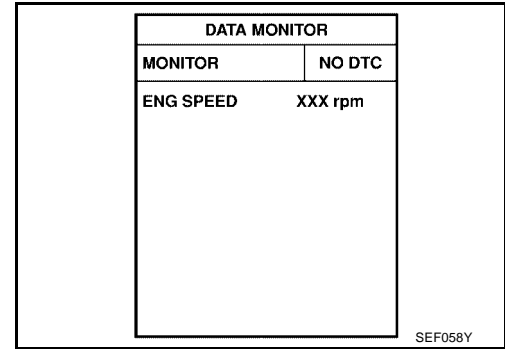 DATA MONITOR
MONITOR NO DTC
ENG SPEED XXX rpm
SEF058Y